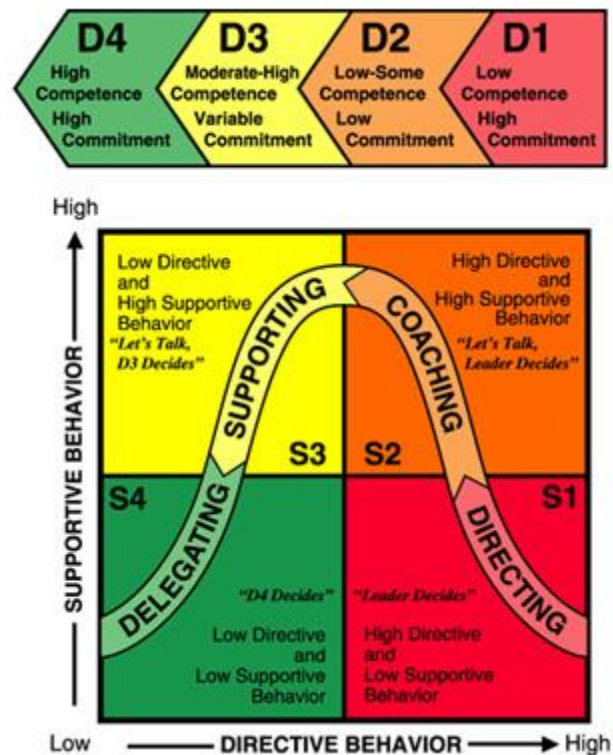 D4
High
Competence
High
Commitment
D3
Moderate-High
Competence
Variable
Commitment
D2
Low-Some
Competence
Low
Commitment
D1
Low
Competence
High
Commitment
High
SUPPORTIVE BEHAVIOR
Low Directive
and
High Supportive
Behavior
"Let's Talk,
D3 Decides"
SUPPORTING
S3
High Directive
and
High Supportive
Behavior
"Let's Talk,
Leader Decides"
COACHING
S2
S4
DELEGATING
"D4 Decides"
Low Directive
and
Low Supportive
Behavior
S1
DIRECTING
"Leader Decides"
High Directive
and
Low Supportive
Behavior
Low
DIRECTIVE BEHAVIOR
High